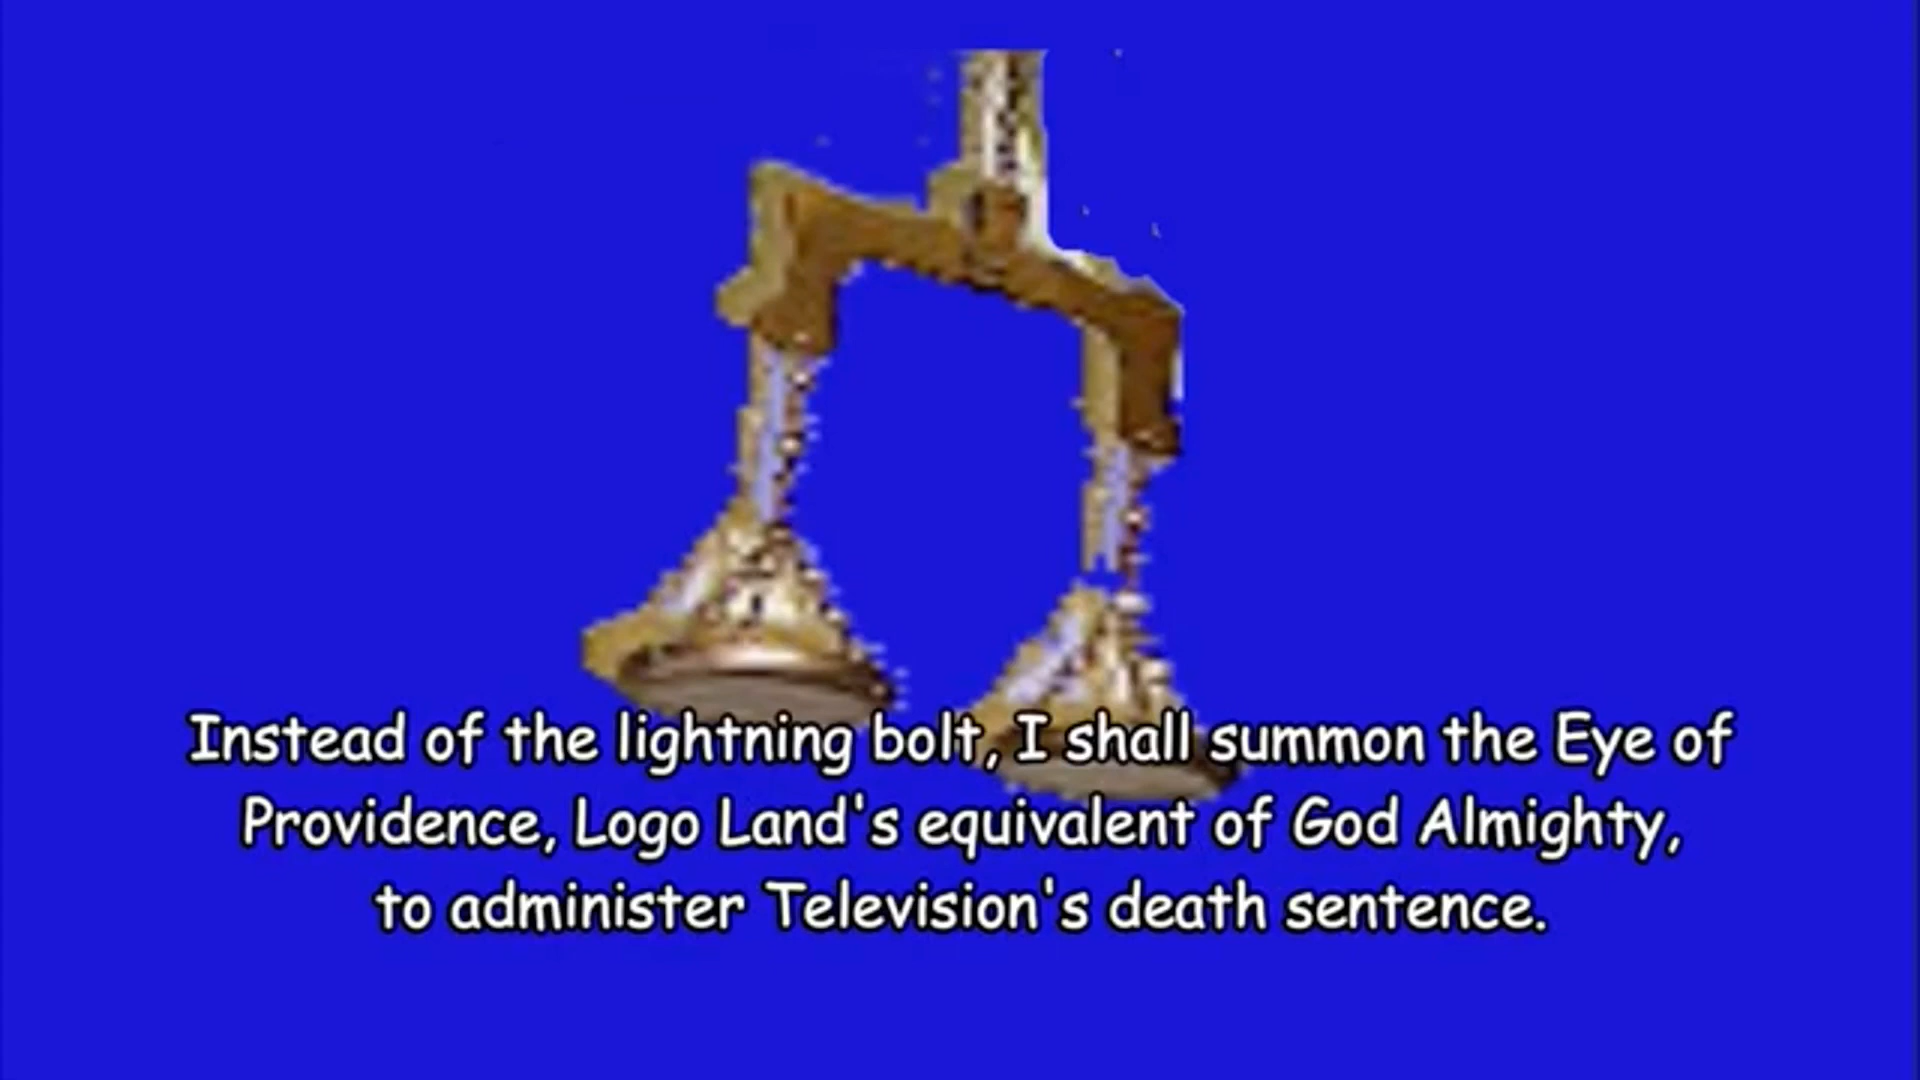 Instead of the lightning bolt, I shall summon the Eye of
Providence, Logo Land's equivalent of God Almighty,
to administer Television's death sentence.